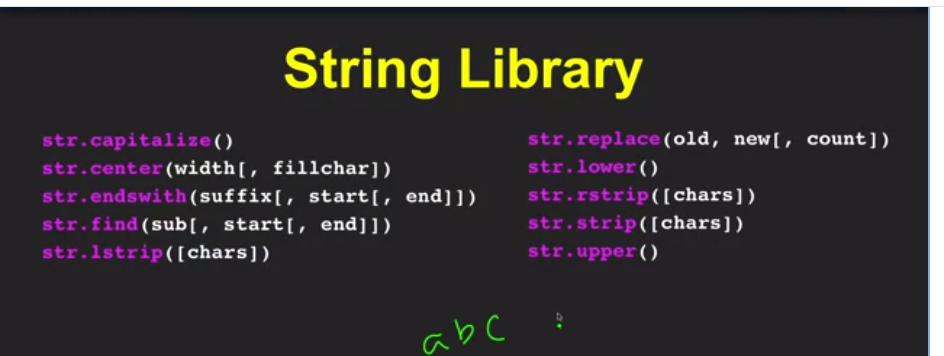 String Library
str.capitalize()
str.center(width[, fillchar])
str.endswith(suffix[, start[, end]])
str.find(sub[, start[, end]])
str.lstrip([chars])
str.replace(old, new[, count])
str.lower()
str.rstrip([chars])
str.strip([chars])
str.upper()
abc